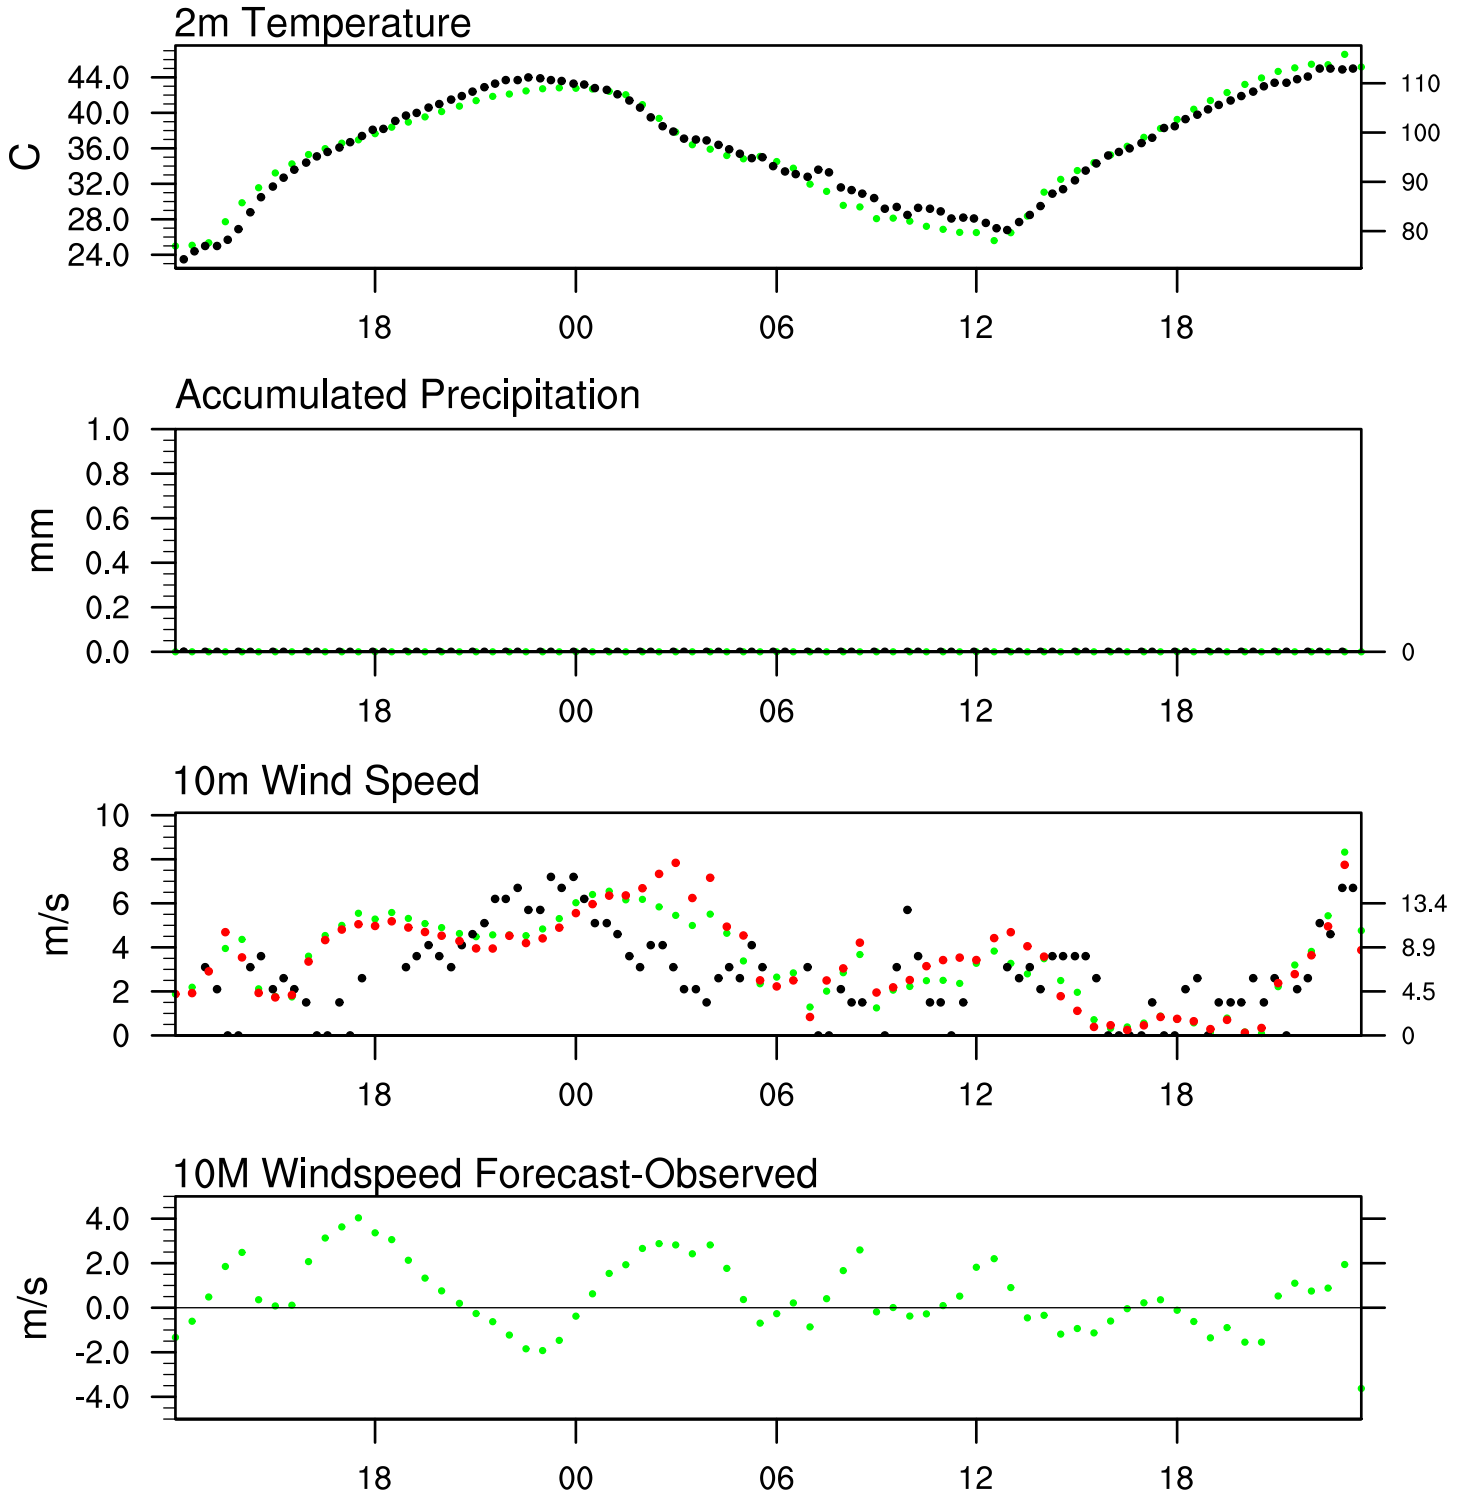 2m Temperature
44.0
40.0
36.0
32.0
28.0
24.0
C
110
100
90
80
18 00 06 12 18
Accumulated Precipitation
1.0
0.8
0.6
0.4
0.2
0.0
mm
0
18 00 06 12 18
10m Wind Speed
10
8
6
4
2
0
m/s
13.4
8.9
4.5
0
18 00 06 12 18
10M Windspeed Forecast-Observed
4.0
2.0
0.0
-2.0
-4.0
m/s
18 00 06 12 18